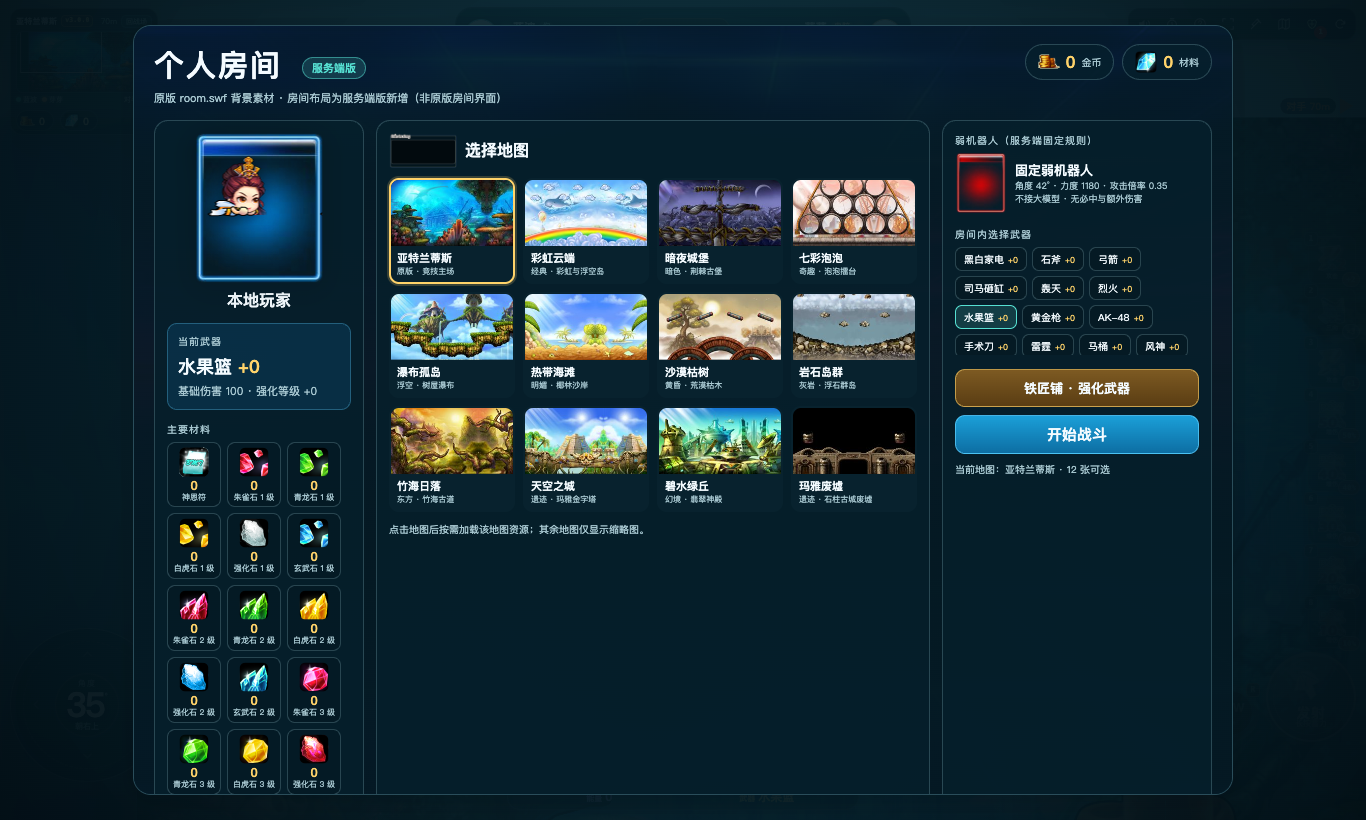 个人房间
服务端版
0 金币
0 材料
原版 room.swf 背景素材 · 房间布局为服务端版新增（非原版房间界面）
本地玩家
当前武器
水果篮 +0
基础伤害 100 · 强化等级 +0
主要材料
0
神恩符
0
朱雀石 1 级
0
青龙石 1 级
0
白虎石 1 级
0
强化石 1 级
0
玄武石 1 级
0
朱雀石 2 级
0
青龙石 2 级
0
白虎石 2 级
0
强化石 2 级
0
玄武石 2 级
0
朱雀石 3 级
0
青龙石 3 级
0
白虎石 3 级
0
强化石 3 级
选择地图
亚特兰蒂斯
原版 · 竞技主场
彩虹云端
经典 · 彩虹与浮空岛
暗夜城堡
暗色 · 荆棘古堡
七彩泡泡
奇趣 · 泡泡擂台
瀑布孤岛
浮空 · 树屋瀑布
热带海滩
明媚 · 椰林沙岸
沙漠枯树
黄昏 · 荒漠枯木
岩石岛群
灰岩 · 浮石群岛
竹海日落
东方 · 竹海古道
天空之城
遗迹 · 玛雅金字塔
碧水绿丘
幻境 · 翡翠神殿
玛雅废墟
遗迹 · 石柱古城废墟
点击地图后按需加载该地图资源；其余地图仅显示缩略图。
弱机器人（服务端固定规则）
固定弱机器人
角度 42° · 力度 1180 · 攻击倍率 0.35
不接大模型 · 无必中与额外伤害
房间内选择武器
黑白家电 +0
石斧 +0
弓箭 +0
司马砸缸 +0
轰天 +0
烈火 +0
水果篮 +0
黄金枪 +0
AK-48 +0
手术刀 +0
雷霆 +0
马桶 +0
风神 +0
铁匠铺 · 强化武器
开始战斗
当前地图：亚特兰蒂斯 · 12 张可选
35